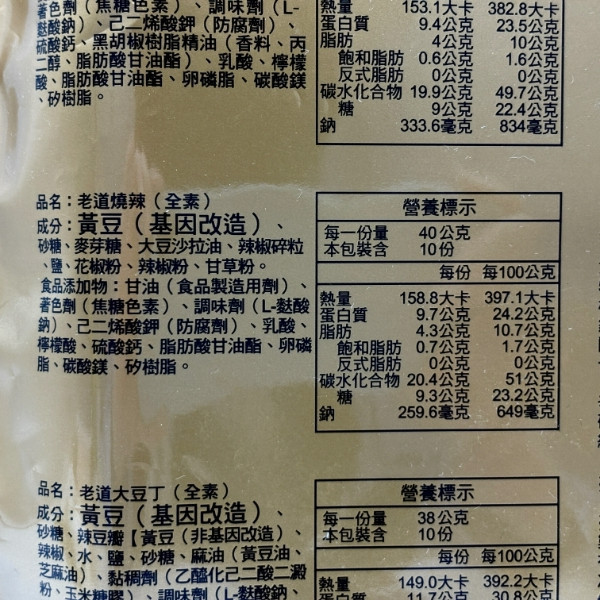 著色劑（焦糖色素）、調味劑（L-
麩酸鈉）、己二烯酸鉀（防腐劑）、
硫酸鈣、黑胡椒樹脂精油（香料、丙
二醇、脂肪酸甘油酯）、乳酸、檸檬
酸、脂肪酸甘油酯、卵磷脂、碳酸鎂
、矽樹脂。
熱量 153.1大卡 382.8大卡
蛋白質 9.4公克 23.5公克
脂肪 4公克 10公克
飽和脂肪 0.6公克 1.6公克
反式脂肪 0公克 0公克
碳水化合物 19.9公克 49.7公克
糖 9公克 22.4公克
鈉 333.6毫克 834毫克
品名：老道燒辣（全素）
成分：黃豆（基因改造）、
砂糖、麥芽糖、大豆沙拉油、辣椒碎粒
、鹽、花椒粉、辣椒粉、甘草粉。
食品添加物：甘油（食品製造用劑）、
著色劑（焦糖色素）、調味劑（L-麩酸
鈉）、己二烯酸鉀（防腐劑）、乳酸、
檸檬酸、硫酸鈣、脂肪酸甘油酯、卵磷
脂、碳酸鎂、矽樹脂。
營養標示
每一份量 40公克
本包裝含 10份
每份 每100公克
熱量 158.8大卡 397.1大卡
蛋白質 9.7公克 24.2公克
脂肪 4.3公克 10.7公克
飽和脂肪 0.7公克 1.7公克
反式脂肪 0公克 0公克
碳水化合物 20.4公克 51公克
糖 9.3公克 23.2公克
鈉 259.6毫克 649毫克
品名：老道大豆丁（全素）
成分：黃豆（基因改造）、
砂糖、辣豆瓣【黃豆（非基因改造）、
辣椒、水、鹽、砂糖、麻油（黃豆油、
芝麻油）、黏稠劑（乙醯化己二酸二澱
粉、玉米糖膠）、調味劑（L-麩酸鈉、
營養標示
每一份量 38公克
本包裝含 10份
每份 每100公克
熱量 149.0大卡 392.2大卡
蛋白質 11.7公克 30.8公克